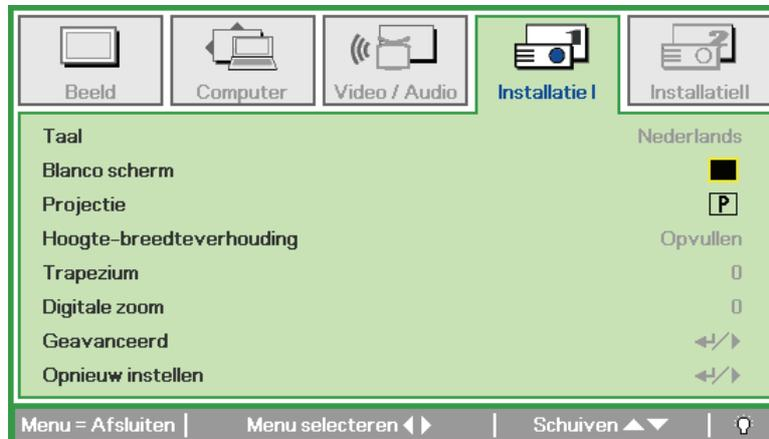 Beeld Computer Video / Audio Installatie I InstallatieII
Taal Nederlands
Blanco scherm
Projectie P
Hoogte-breedteverhouding Opvullen
Trapezium 0
Digitale zoom 0
Geavanceerd ◂↵/▸
Opnieuw instellen ◂↵/▸
Menu = Afsluiten | Menu selecteren ◂▸ | Schuiven ▲▼ |